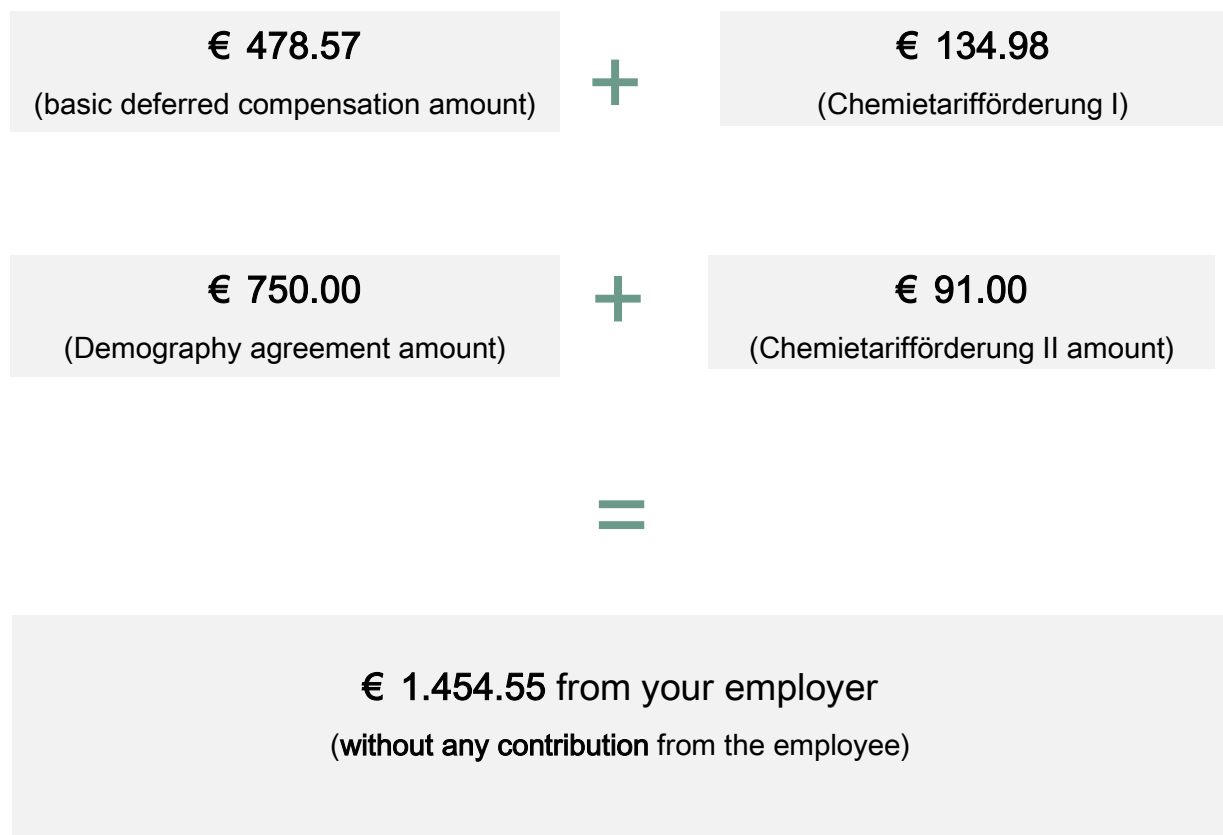 € 478.57
(basic deferred compensation amount)
+
€ 134.98
(Chemietarifförderung I)
€ 750.00
(Demography agreement amount)
+
€ 91.00
(Chemietarifförderung II amount)
=
€ 1.454.55 from your employer
(without any contribution from the employee)